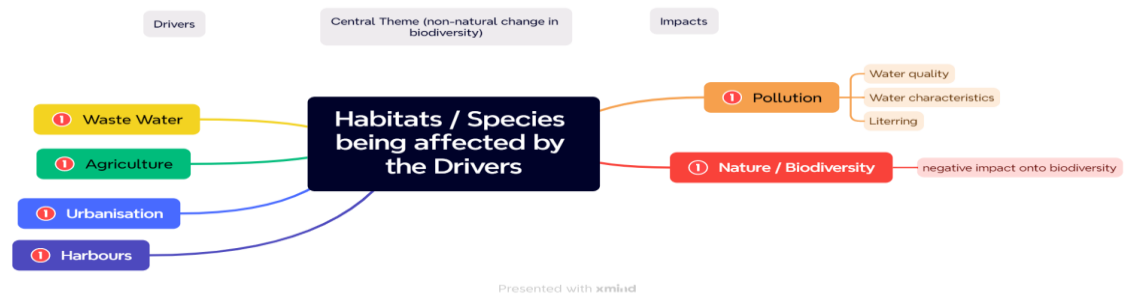 Drivers
Central Theme (non-natural change in
biodiversity)
Impacts
1 Waste Water
1 Agriculture
1 Urbanisation
1 Harbours
Habitats / Species
being affected by
the Drivers
1 Pollution
Water quality
Water characteristics
Literring
1 Nature / Biodiversity
negative impact onto biodiversity
Presented with xmind